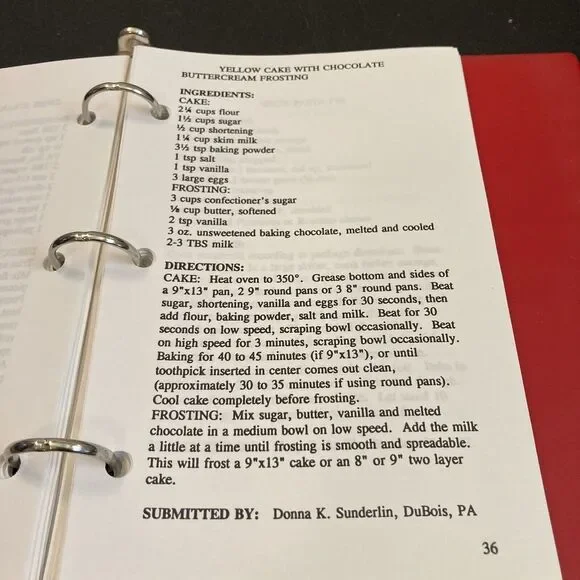 YELLOW CAKE WITH CHOCOLATE
BUTTERCREAM FROSTING
INGREDIENTS:
CAKE:
2¼ cups flour
1½ cups sugar
½ cup shortening
1¼ cup skim milk
3½ tsp baking powder
1 tsp salt
1 tsp vanilla
3 large eggs
FROSTING:
3 cups confectioner's sugar
⅓ cup butter, softened
2 tsp vanilla
3 oz. unsweetened baking chocolate, melted and cooled
2-3 TBS milk
DIRECTIONS:
CAKE: Heat oven to 350°. Grease bottom and sides of
a 9"x13" pan, 2 9" round pans or 3 8" round pans. Beat
sugar, shortening, vanilla and eggs for 30 seconds, then
add flour, baking powder, salt and milk. Beat for 30
seconds on low speed, scraping bowl occasionally. Beat
on high speed for 3 minutes, scraping bowl occasionally.
Baking for 40 to 45 minutes (if 9"x13"), or until
toothpick inserted in center comes out clean,
(approximately 30 to 35 minutes if using round pans).
Cool cake completely before frosting.
FROSTING: Mix sugar, butter, vanilla and melted
chocolate in a medium bowl on low speed. Add the milk
a little at a time until frosting is smooth and spreadable.
This will frost a 9"x13" cake or an 8" or 9" two layer
cake.
SUBMITTED BY: Donna K. Sunderlin, DuBois, PA
36